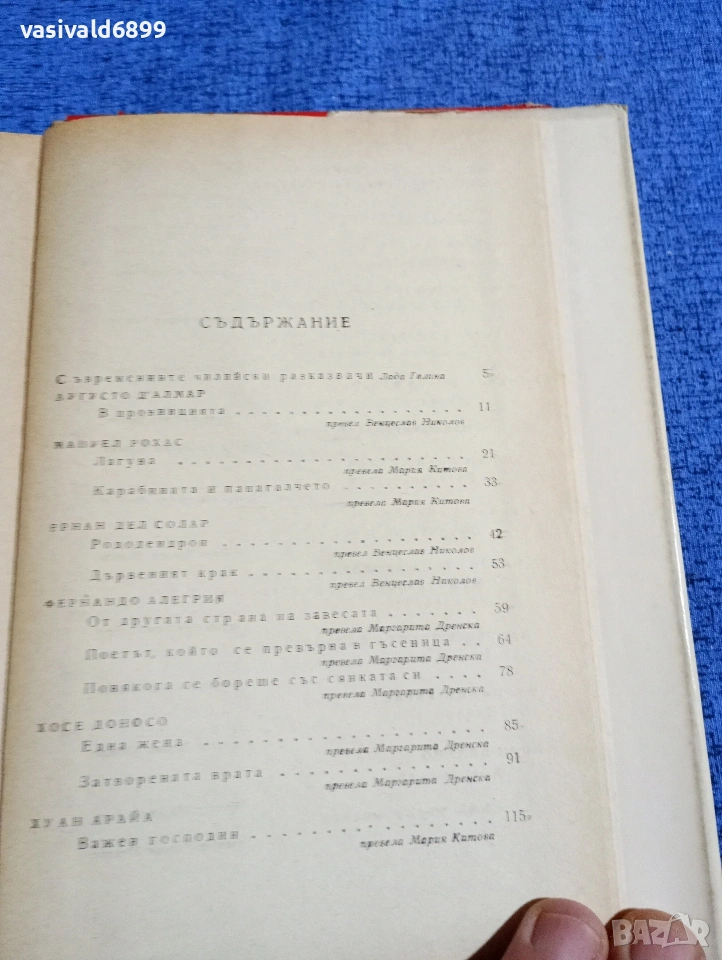 vasivald6899
СЪДЪРЖАНИЕ
Съвременните чилийски разказвачи Лада Галина 5
АУГУСТО Д'АЛМАР
В провинцията 11
превел Венцеслав Николов
МАНУЕЛ РОХАС
Лагуна 21
превела Мария Китова
Карабината и папагалчето 33
превела Мария Китова
ЕРНАН ДЕЛ СОЛАР
Рододендрон 42
превел Венцеслав Николов
Дървеният крак 53
превел Венцеслав Николов
ФЕРНАНДО АЛЕГРИЯ
От другата страна на завесата 59
превела Маргарита Дренска
Поетът, който се превърна в гъсеница 64
превела Маргарита Дренска
Понякога се бореше със сянката си 78
превела Маргарита Дренска
ХОСЕ ДОНОСО
Една жена 85
превела Маргарита Дренска
Затворената врата 91
превела Маргарита Дренска
ХУАН АРАЙА
Важен господин 115
превела Мария Китова
BAZAR